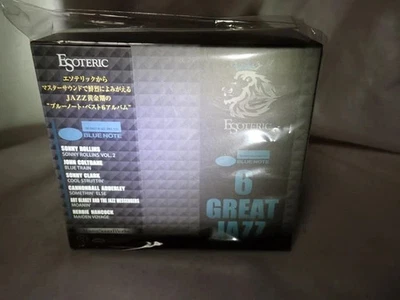 ESOTERIC
エソテリックから
マスターサウンドで鮮烈によみがえる
JAZZ黄金期の
"ブルーノート・ベスト6アルバム"
BLUE NOTE
SONNY ROLLINS
SONNY ROLLINS VOL. 2
JOHN COLTRANE
BLUE TRAIN
SONNY CLARK
COOL STRUTTIN'
CANNONBALL ADDERLEY
SOMETHIN' ELSE
ART BLAKEY AND THE JAZZ MESSENGERS
MOANIN'
HERBIE HANCOCK
MAIDEN VOYAGE
ESOTERIC
BLUE NOTE
6
GREAT
JAZZ